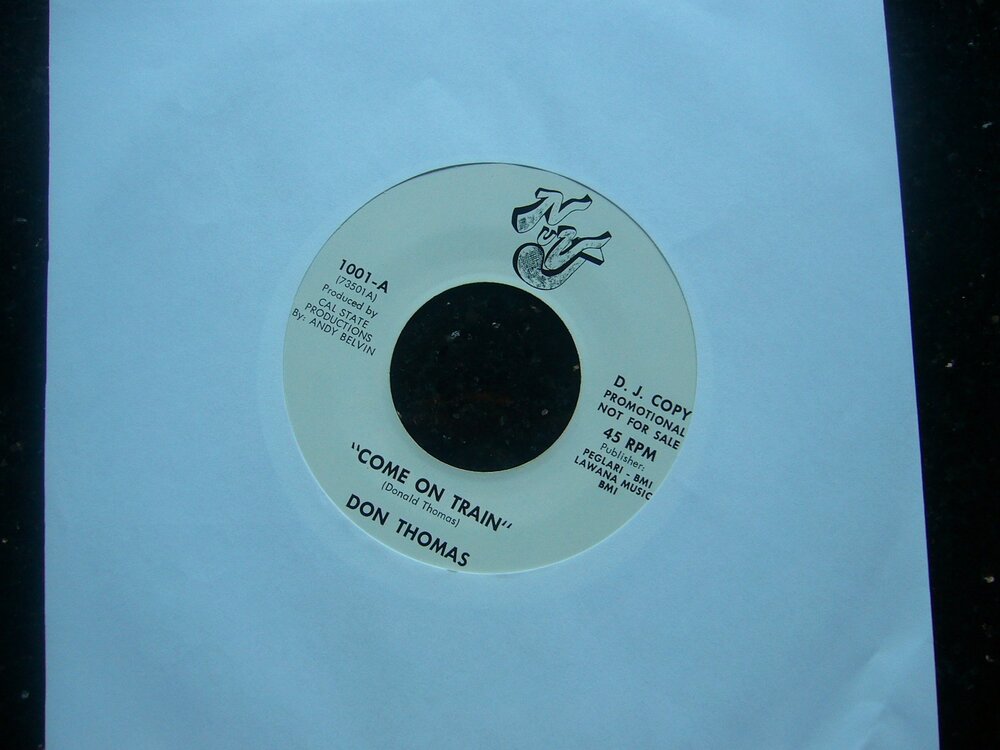 1001-A
(73501A)
Produced by
CAL STATE
PRODUCTIONS
By: ANDY BELVIN
D. J. COPY
PROMOTIONAL
NOT FOR SALE
45 RPM
Publisher:
PEGLARI - BMI
LAWANA MUSIC
BMI
"COME ON TRAIN"
(Donald Thomas)
DON THOMAS